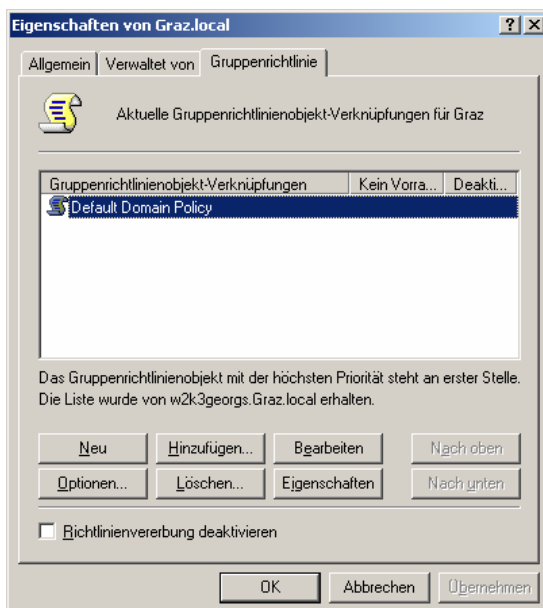 Eigenschaften von Graz.local
Allgemein Verwaltet von Gruppenrichtlinie
Aktuelle Gruppenrichtlinienobjekt-Verknüpfungen für Graz
Gruppenrichtlinienobjekt-Verknüpfungen Kein Vorra... Deakti...
Default Domain Policy
Das Gruppenrichtlinienobjekt mit der höchsten Priorität steht an erster Stelle.
Die Liste wurde von w2k3georgs.Graz.local erhalten.
Neu Hinzufügen... Bearbeiten Nach oben
Optionen... Löschen... Eigenschaften Nach unten
Richtlinienvererbung deaktivieren
OK Abbrechen Übernehmen